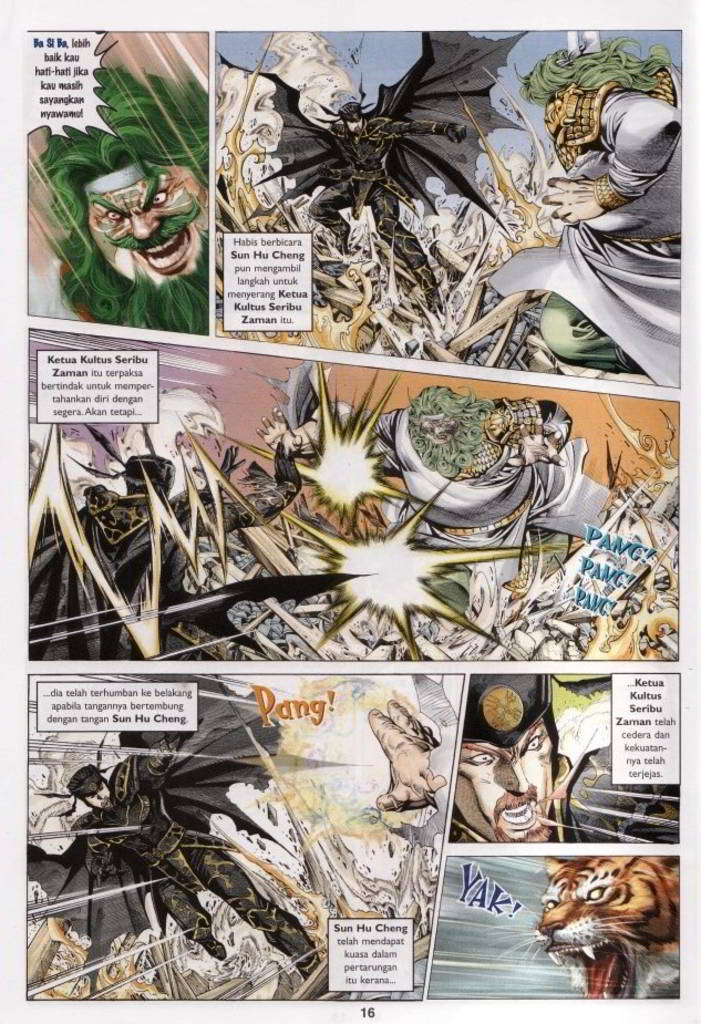 Ba Si Ba, lebih
baik kau
hati-hati jika
kau masih
sayangkan
nyawamu!
Habis berbicara
Sun Hu Cheng
pun mengambil
langkah untuk
menyerang Ketua
Kultus Seribu
Zaman itu.
Ketua Kultus Seribu
Zaman itu terpaksa
bertindak untuk memper-
tahankan diri dengan
segera. Akan tetapi...
PANG!
PANG!
PANG!
...dia telah terhumban ke belakang
apabila tangannya bertembung
dengan tangan Sun Hu Cheng.
Pang!
...Ketua
Kultus
Seribu
Zaman telah
cedera dan
kekuatan-
nya telah
terjejas.
Sun Hu Cheng
telah mendapat
kuasa dalam
pertarungan
itu kerana...
YAK!
16